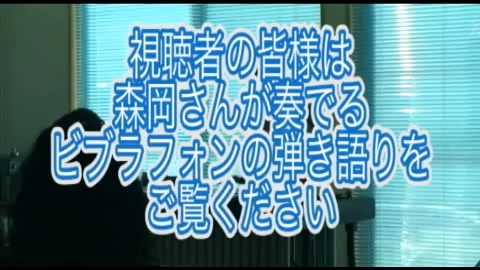 視聴者の皆様は
森岡さんが奏でる
ビブラフォンの弾き語りを
ご覧ください